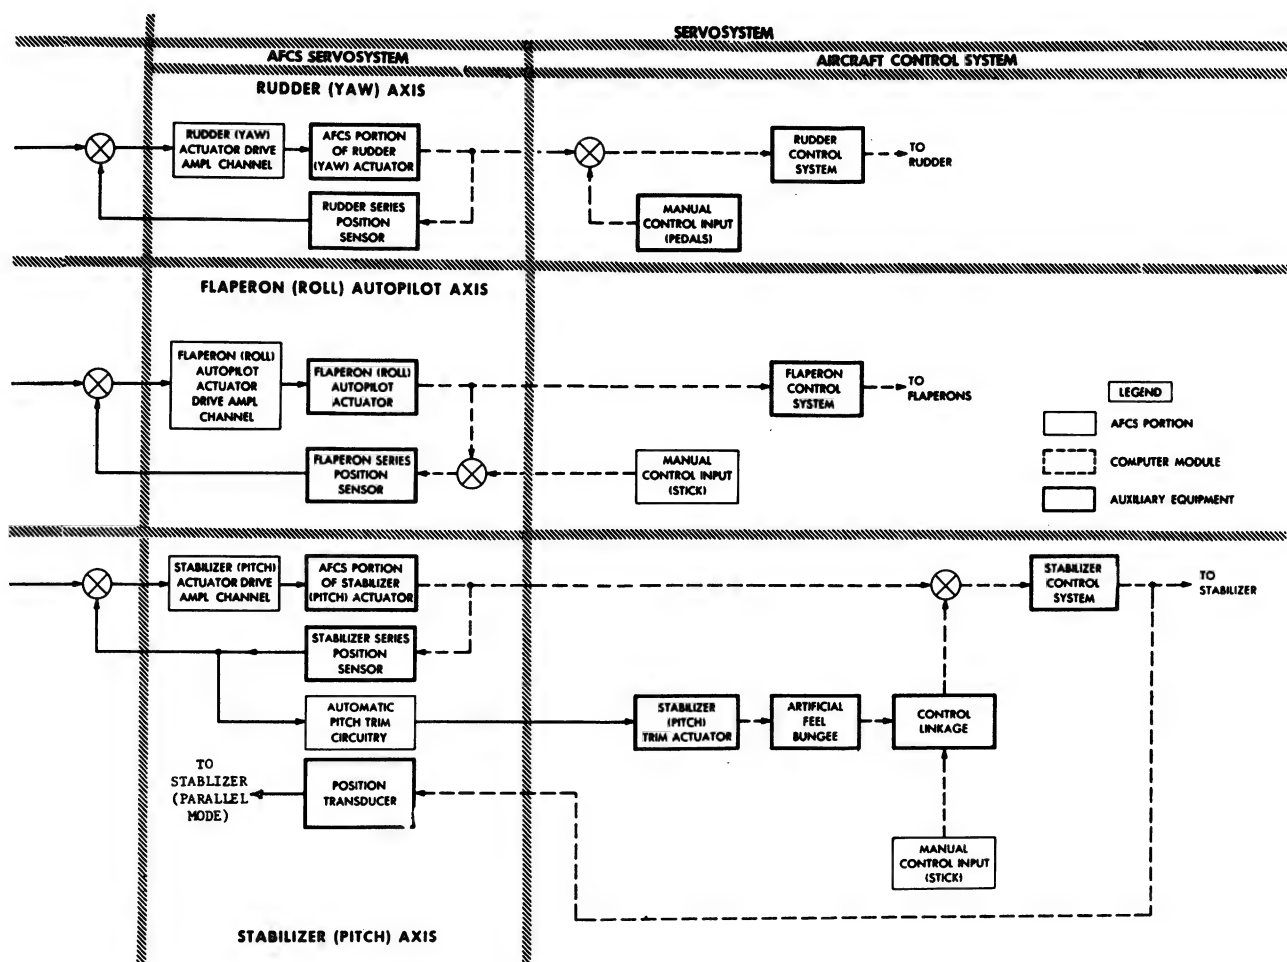 SERVOSYSTEM
AFCS SERVOSYSTEM
AIRCRAFT CONTROL SYSTEM
RUDDER (YAW) AXIS
RUDDER (YAW)
ACTUATOR DRIVE
AMPL CHANNEL
AFCS PORTION
OF RUDDER
(YAW) ACTUATOR
RUDDER
CONTROL
SYSTEM
TO
RUDDER
RUDDER SERIES
POSITION
SENSOR
MANUAL
CONTROL INPUT
(PEDALS)
FLAPERON (ROLL) AUTOPILOT AXIS
FLAPERON (ROLL)
AUTOPILOT
ACTUATOR
DRIVE AMPL
CHANNEL
FLAPERON (ROLL)
AUTOPILOT
ACTUATOR
FLAPERON
CONTROL
SYSTEM
TO
FLAPERONS
LEGEND
AFCS PORTION
COMPUTER MODULE
AUXILIARY EQUIPMENT
FLAPERON SERIES
POSITION
SENSOR
MANUAL
CONTROL INPUT
(STICK)
STABILIZER (PITCH)
ACTUATOR DRIVE
AMPL CHANNEL
AFCS PORTION
OF STABILIZER
(PITCH) ACTUATOR
STABILIZER
CONTROL
SYSTEM
TO
STABILIZER
STABILIZER SERIES
POSITION
SENSOR
AUTOMATIC
PITCH TRIM
CIRCUITRY
STABILIZER
(PITCH)
TRIM ACTUATOR
ARTIFICIAL
FEEL
BUNGEE
CONTROL
LINKAGE
TO
STABLIZER
(PARALLEL
MODE)
POSITION
TRANSDUCER
MANUAL
CONTROL INPUT
(STICK)
STABILIZER (PITCH) AXIS